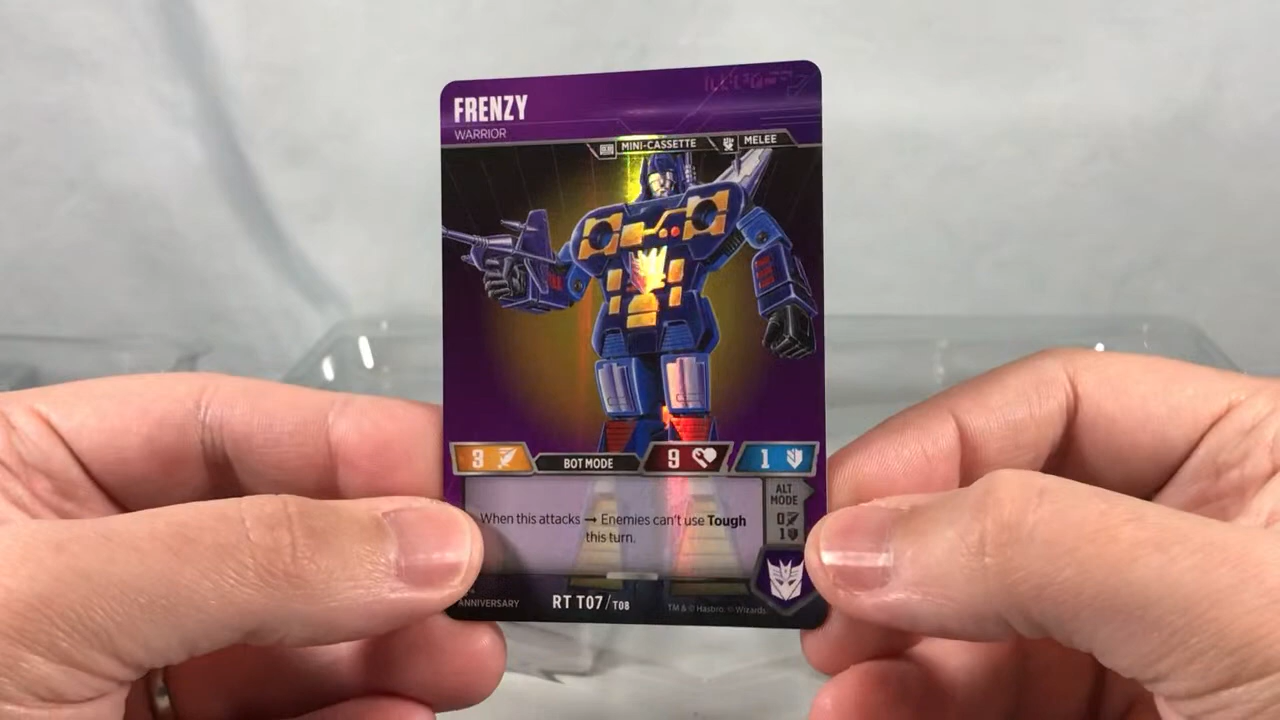 FRENZY
WARRIOR
MINI-CASSETTE MELEE
3 BOT MODE 9 1
When this attacks → Enemies can't use Tough
this turn.
ALT
MODE
0
1
ANNIVERSARY RT T07/T08 TM & © Hasbro. © Wizards.